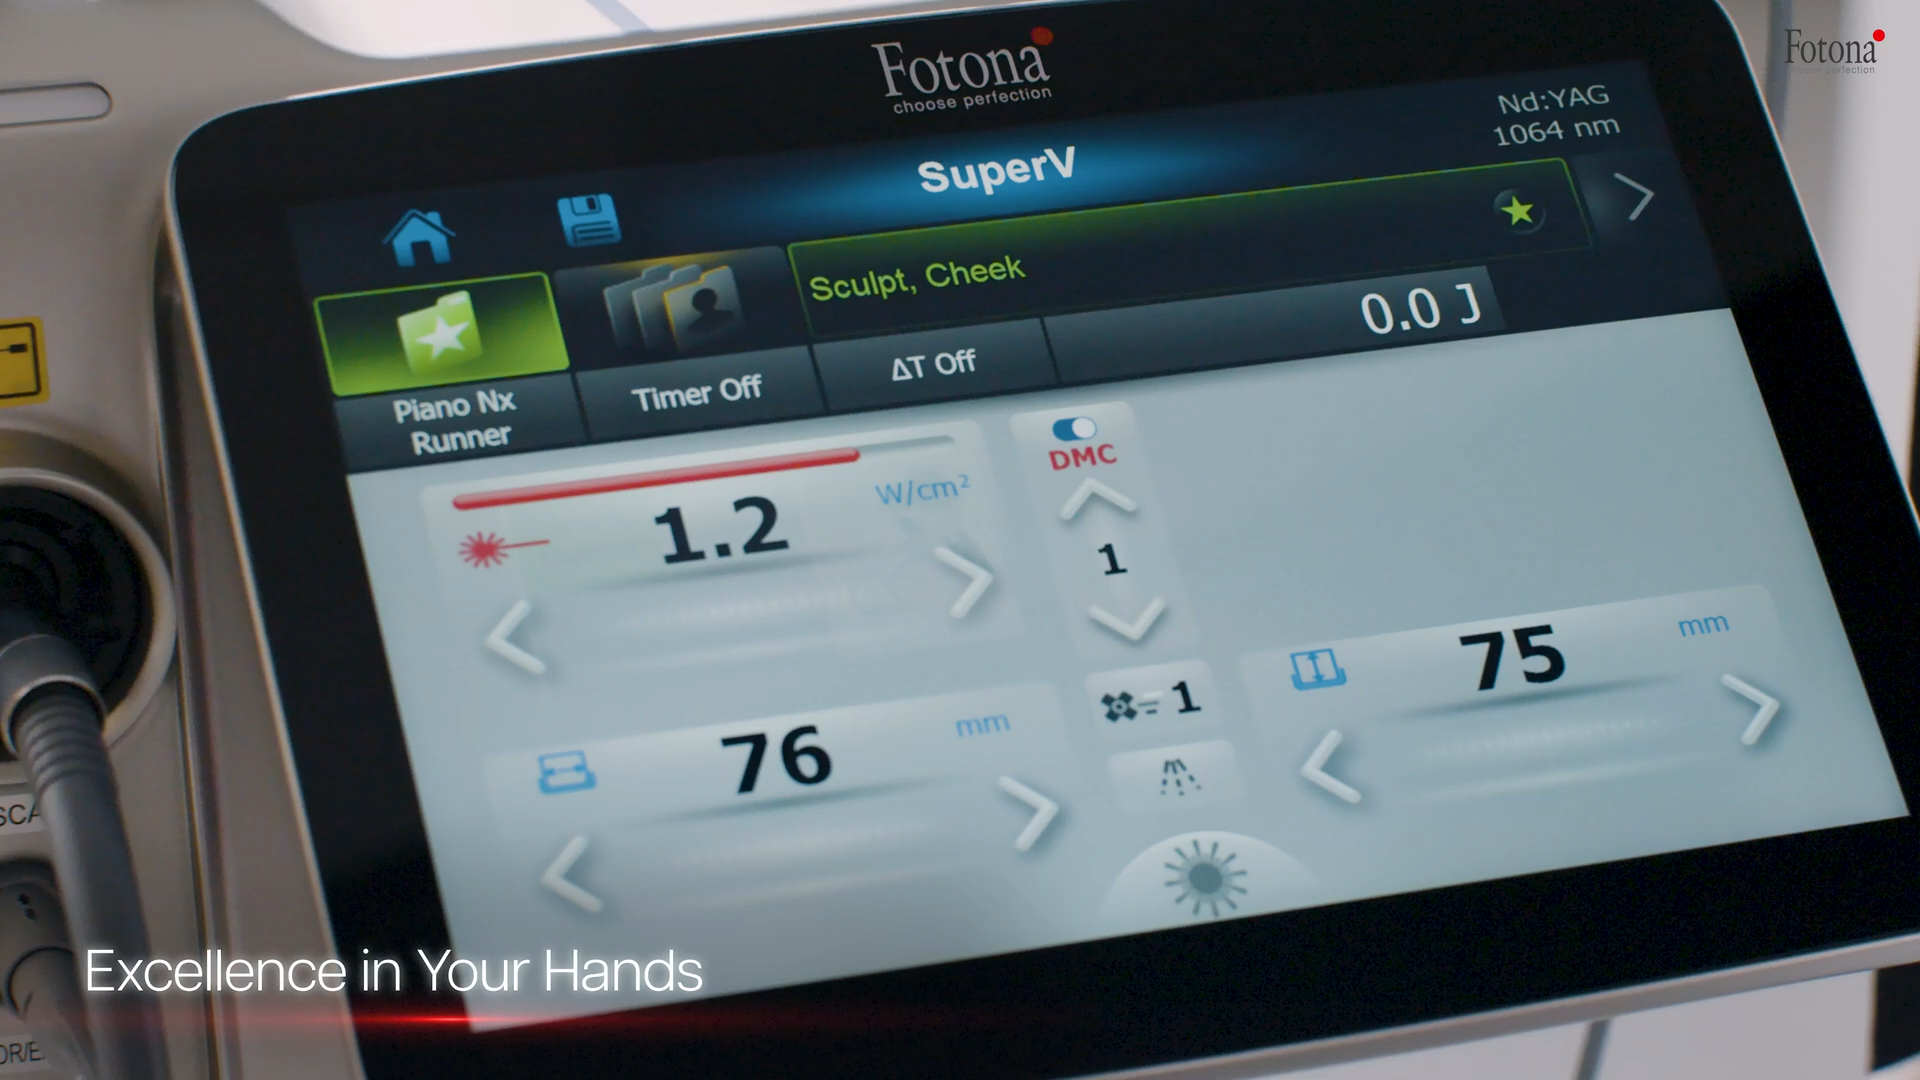 Fotona
choose perfection
Fotona
choose perfection
Nd:YAG
1064 nm
SuperV
Sculpt, Cheek
0.0 J
Piano Nx
Runner
Timer Off
ΔT Off
DMC
1.2
W/cm²
1
76
mm
= 1
75
mm
Excellence in Your Hands